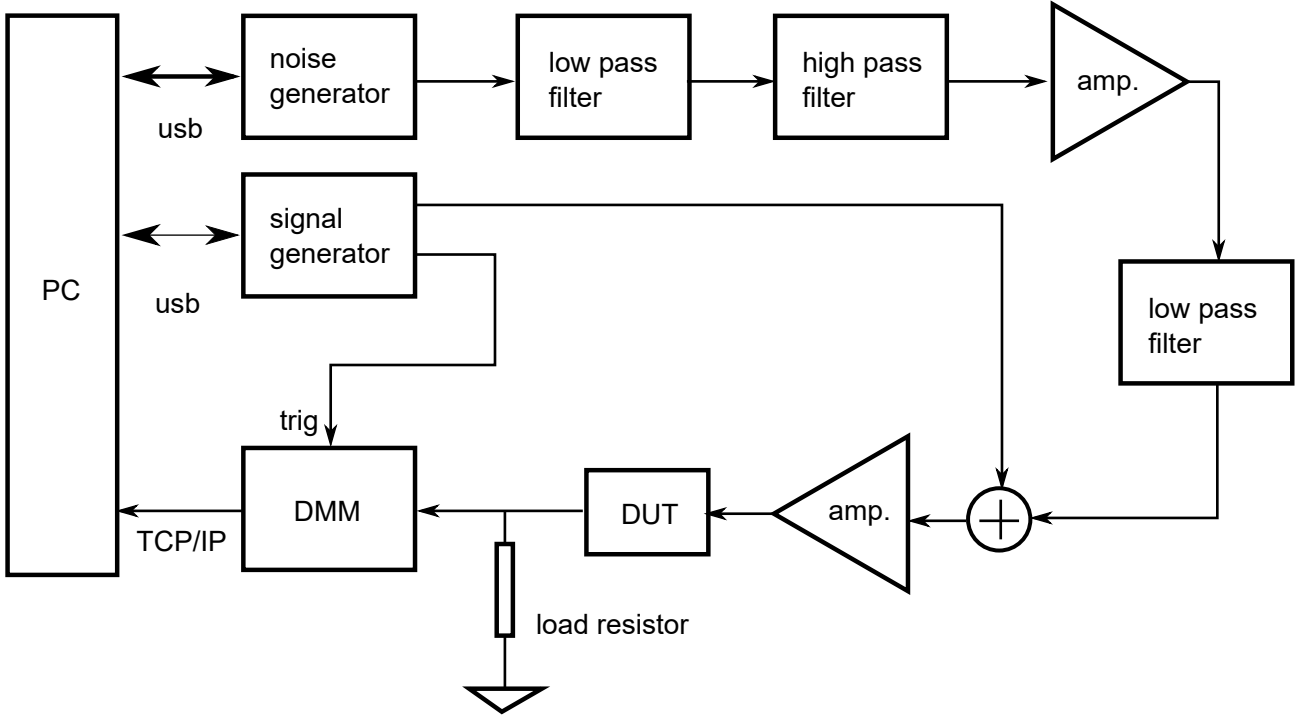 noise
generator
low pass
filter
high pass
filter
amp.
usb
signal
generator
PC
usb
low pass
filter
trig
DMM
DUT
amp.
TCP/IP
load resistor